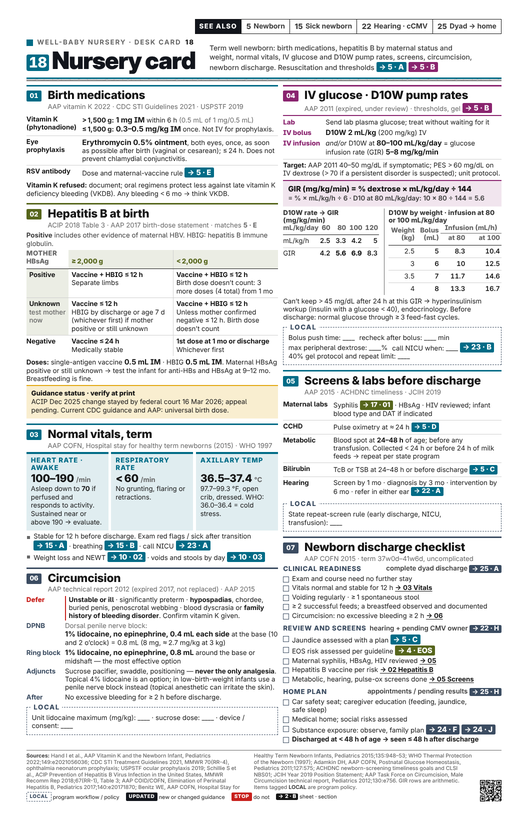 SEE ALSO 5 Newborn 15 Sick newborn 22 Hearing · cCMV 25 Dyad → home
WELL-BABY NURSERY · DESK CARD 18
18 Nursery card
Term well newborn: birth medications, hepatitis B by maternal status and
weight, normal vitals, GIR and D10W pump rates, screens, circumcision,
newborn discharge. Resuscitation and thresholds → 5 · A → 5 · B
01 Birth medications
AAP vitamin K 2022 · CDC STI Guidelines 2021 · USPSTF 2019
Vitamin K (phytonadione)
> 1,500 g: 1 mg IM within 6 h (0.5 mL of 1 mg/0.5 mL)
≤ 1,500 g: 0.3–0.5 mg/kg IM once. Not IV for prophylaxis.
Eye prophylaxis
Erythromycin 0.5% ointment, both eyes, once, as soon
as possible after birth (vaginal or cesarean); ≤ 24 h. Does not
prevent chlamydial conjunctivitis.
RSV antibody Dose and maternal-vaccine rule → 5 · E
Vitamin K refused: document; oral regimens protect less against late vitamin K
deficiency bleeding (VKDB). Any bleeding < 6 mo → think VKDB.
02 Hepatitis B at birth
ACIP 2018 Table 3 · AAP 2017 birth-dose statement · matches 5 · E
Positive includes other evidence of maternal HBV. HBIG: hepatitis B immune
globulin.
MOTHER HBsAg ≥ 2,000 g < 2,000 g
Positive
Vaccine + HBIG ≤ 12 h
Separate limbs
Vaccine + HBIG ≤ 12 h
Birth dose doesn't count: 3
more doses (4 total) from 1 mo
Unknown
test mother
now
Vaccine ≤ 12 h
HBIG by discharge or age 7 d
(whichever first) if mother
positive or still unknown
Vaccine + HBIG ≤ 12 h
Unless mother confirmed
negative ≤ 12 h. Birth dose
doesn't count
Negative
Vaccine ≤ 24 h
Medically stable
1st dose at 1 mo or discharge
Whichever first
Doses: single-antigen vaccine 0.5 mL IM · HBIG 0.5 mL IM. Maternal HBsAg
positive or still unknown → test the infant for anti-HBs and HBsAg at 9–12 mo.
Breastfeeding is fine.
Guidance status · verify at print
ACIP Dec 2025 change stayed by federal court 16 Mar 2026; appeal
pending. Current CDC guidance and AAP: universal birth dose.
03 Normal vitals, term
AAP COFN, Hospital stay for healthy term newborns (2015) · WHO 1997
HEART RATE · AWAKE
100–190 /min
Asleep down to 70 if
perfused and
responds to activity.
Sustained near or
above 190 → evaluate.
RESPIRATORY RATE
< 60 /min
No grunting, flaring or
retractions.
AXILLARY TEMP
36.5–37.4 °C
97.7–99.3 °F, open
crib, dressed. WHO:
36.0–36.4 = cold
stress.
Stable for 12 h before discharge. Exam red flags / sick after transition
→ 15 · A · breathing → 15 · B · call NICU → 23 · A
Weight loss and NEWT → 10 · 02 · voids and stools by day → 10 · 03
06 Circumcision
AAP technical report 2012 (expired 2017, not replaced) · AAP 2015
Defer
Unstable or ill · significantly preterm · hypospadias, chordee,
buried penis, penoscrotal webbing · blood dyscrasia or family
history of bleeding disorder. Confirm vitamin K given.
DPNB
Dorsal penile nerve block:
1% lidocaine, no epinephrine, 0.4 mL each side at the base (10
and 2 o'clock) = 0.8 mL (8 mg, ≈ 2.7 mg/kg at 3 kg)
Ring block
1% lidocaine, no epinephrine, 0.8 mL around the base or
midshaft — the most effective option
Adjuncts
Sucrose pacifier, swaddle, positioning — never the only analgesia.
Topical 4% lidocaine is an option; in low-birth-weight infants use a
penile nerve block instead (topical anesthetic can irritate the skin).
After No excessive bleeding for ≥ 2 h before discharge.
LOCAL
Unit lidocaine maximum (mg/kg): ____ · sucrose dose: ____ · device /
consent: ____
04 IV glucose · D10W pump rates
AAP 2011 (expired, under review) · thresholds, gel → 5 · B
Lab Send lab plasma glucose; treat without waiting for it
IV bolus D10W 2 mL/kg (200 mg/kg) IV
IV infusion and/or D10W at 80–100 mL/kg/day (= glucose
infusion rate (GIR) 5–8 mg/kg/min)
Target: AAP 2011 40–50 mg/dL if symptomatic; PES > 60 mg/dL on
IV dextrose (> 70 if a persistent disorder is suspected); unit protocol.
GIR (mg/kg/min) = % dextrose × mL/kg/day ÷ 144
= % × mL/kg/h ÷ 6 · D10 at 80 mL/kg/day: 10 × 80 ÷ 144 = 5.6
D10W rate → GIR (mg/kg/min)
mL/kg/day 60 80 100 120
mL/kg/h 2.5 3.3 4.2 5
GIR 4.2 5.6 6.9 8.3
D10W by weight · infusion at 80 or 100 mL/kg/day
Weight (kg) Bolus (mL) Infusion (mL/h) at 80 at 100
2.5 5 8.3 10.4
3 6 10 12.5
3.5 7 11.7 14.6
4 8 13.3 16.7
Can't keep > 45 mg/dL after 24 h at this GIR → hyperinsulinism
workup (insulin with a glucose < 40), endocrinology. Before
discharge: normal glucose through ≥ 3 feed-fast cycles.
LOCAL
Bolus push time: ____ recheck after bolus: ____ min
max peripheral dextrose: ____% call NICU when: ____ → 23 · B
40% glucose protocol and repeat limit: ____
05 Screens & labs before discharge
AAP 2015 · ACHDNC timeliness · JCIH 2019
Maternal labs Syphilis → 17 · 01 · HBsAg · HIV reviewed; infant
blood type and DAT if indicated
CCHD Pulse oximetry at ≥ 24 h → 5 · D
Metabolic Blood spot at 24–48 h of age; before any
transfusion. Collected < 24 h or before 24 h of milk
feeds → repeat per state program
Bilirubin TcB or TSB at 24–48 h or before discharge → 5 · C
Hearing Screen by 1 mo · diagnosis by 3 mo · intervention by
6 mo · refer in either ear → 22 · A
LOCAL
State repeat-screen rule (early discharge, NICU,
transfusion): ____
07 Newborn discharge checklist
AAP COFN 2015 · term 37w0d–41w6d, uncomplicated
CLINICAL READINESS complete dyad discharge → 25 · H
Exam and course need no further stay
Vitals normal and stable for 12 h → 03 Vitals
Voiding regularly · ≥ 1 spontaneous stool
≥ 2 successful feeds; a breastfeed observed and documented
Circumcision: no excessive bleeding ≥ 2 h → 06
REVIEW AND SCREENS hearing + pending CMV owner → 22 · H
Jaundice assessed with a plan → 5 · C
EOS risk assessed per guideline → 4 · EOS
Maternal syphilis, HBsAg, HIV reviewed → 05
Hepatitis B vaccine per risk → 02 Hepatitis B
Metabolic, hearing, pulse-ox screens done → 05 Screens
HOME PLAN appointments / pending results → 25 · H
Car safety seat; caregiver education (feeding, jaundice,
safe sleep)
Medical home; social risks assessed
Substance exposure: observe, family plan → 24 · F → 24 · J
Discharged at < 48 h of age → seen ≤ 48 h after discharge
LOCAL program workflow / policy UPDATED new or changed guidance STOP do not → 2 · B sheet · section